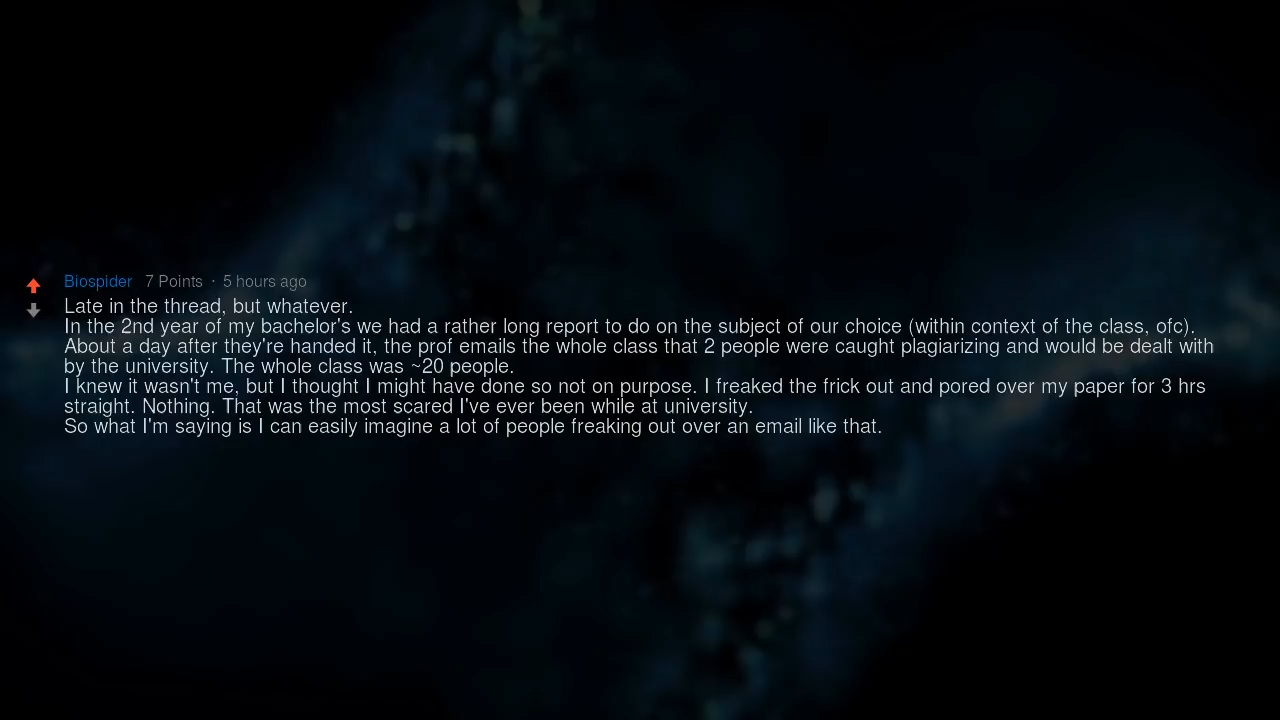 Biospider 7 Points · 5 hours ago
Late in the thread, but whatever.
In the 2nd year of my bachelor's we had a rather long report to do on the subject of our choice (within context of the class, ofc).
About a day after they're handed it, the prof emails the whole class that 2 people were caught plagiarizing and would be dealt with
by the university. The whole class was ~20 people.
I knew it wasn't me, but I thought I might have done so not on purpose. I freaked the frick out and pored over my paper for 3 hrs
straight. Nothing. That was the most scared I've ever been while at university.
So what I'm saying is I can easily imagine a lot of people freaking out over an email like that.